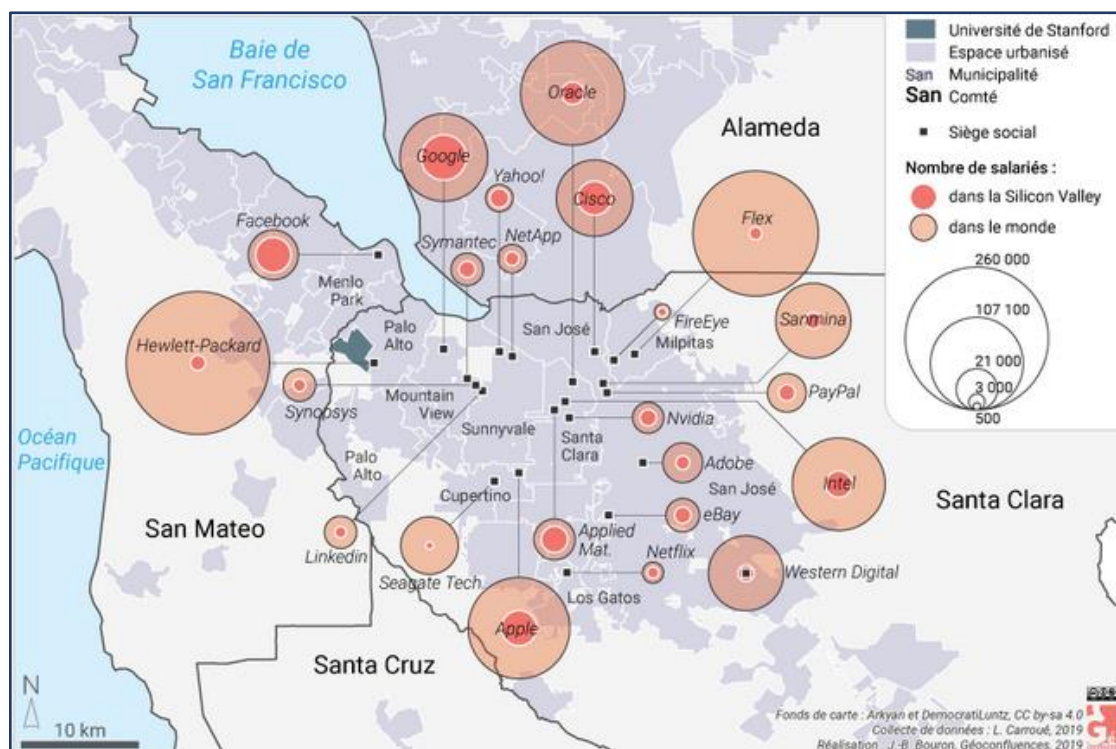 Baie de
San Francisco
Oracle
Google
Yahoo!
Cisco
Alameda
Flex
Facebook
Symantec
NetApp
Menlo
Park
San José
FireEye
Milpitas
Sanmina
Palo
Alto
Hewlett-Packard
Synopsys
Mountain
View
Sunnyvale
PayPal
Nvidia
Santa
Clara
Océan
Pacifique
Palo
Alto
Cupertino
Adobe
San José
Intel
Santa Clara
San Mateo
eBay
Linkedin
Seagate Tech.
Applied
Mat.
Netflix
Western Digital
Los Gatos
Apple
Santa Cruz
N
10 km
Université de Stanford
Espace urbanisé
San Municipalité
San Comté
Siège social
Nombre de salariés :
dans la Silicon Valley
dans le monde
260 000
107 100
21 000
3 000
500
Fonds de carte : Arkyan et DemocratiLuntz, CC by-sa 4.0
Collecte de données : L. Carroué, 2019
Réalisation : J.-B. Bouron, Géoconfluences, 2019